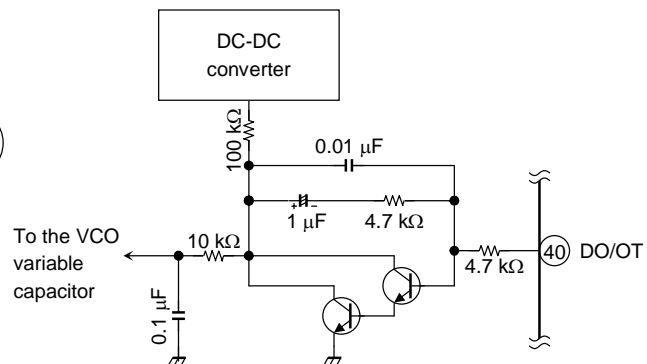 DC-DC
converter
100 kΩ
0.01 μF
+
−
1 μF
4.7 kΩ
To the VCO
variable
capacitor
10 kΩ
0.1 μF
4.7 kΩ
40
DO/OT